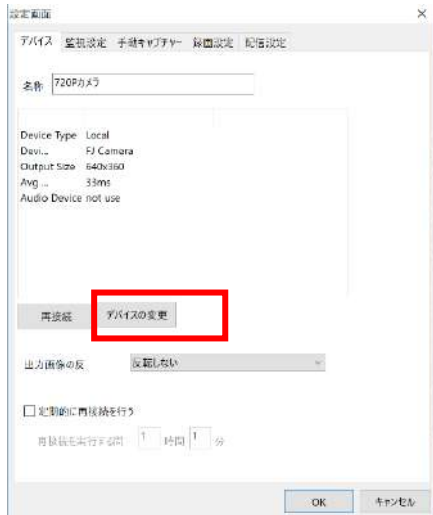 設定画面
デバイス 監視設定 手動キャプチャー 録画設定 配信設定
名称 720Pカメラ
Device Type Local
Devi... FJ Camera
Output Size 640x360
Avg ... 33ms
Audio Device not use
再接続 デバイスの変更
出力画像の反 反転しない
定期的に再接続を行う
再接続を実行する間 1 時間 1 分
OK キャンセル